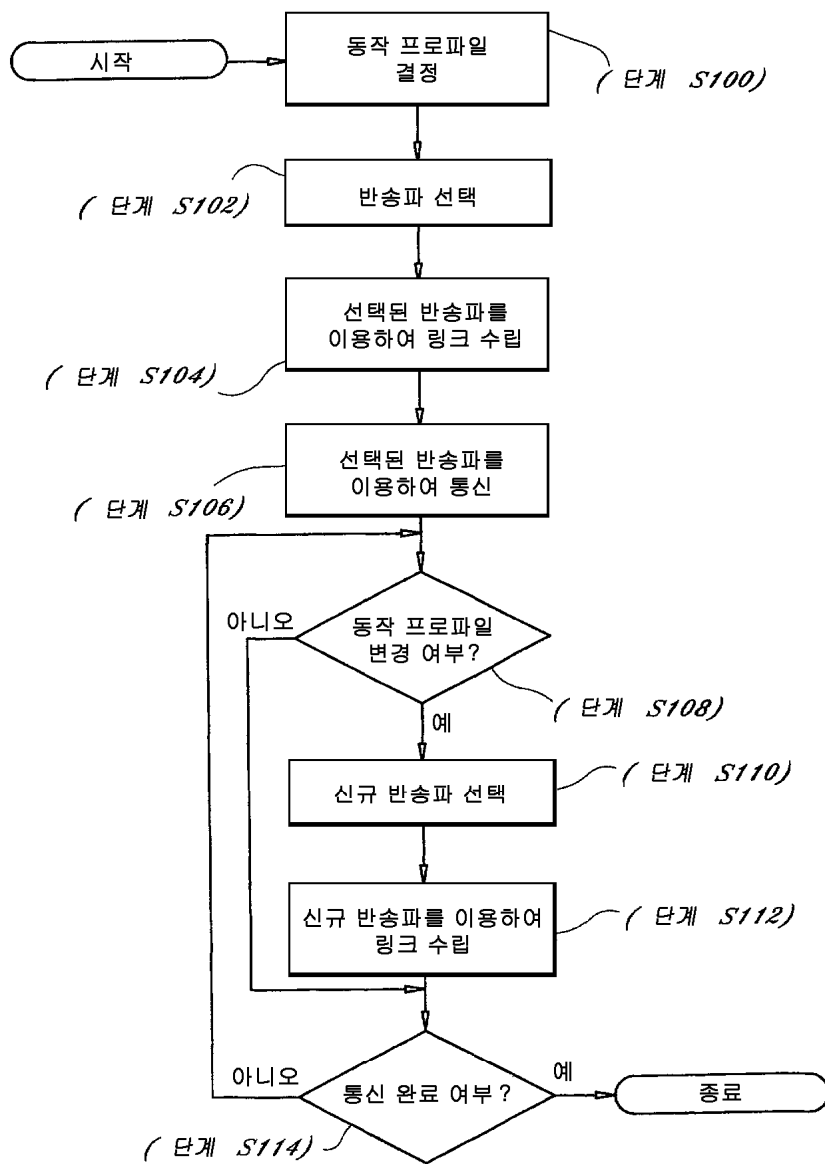 시작
동작 프로파일
결정
( 단계 S100)
반송파 선택
( 단계 S102)
선택된 반송파를
이용하여 링크 수립
( 단계 S104)
선택된 반송파를
이용하여 통신
( 단계 S106)
아니오
동작 프로파일
변경 여부?
( 단계 S108)
예
신규 반송파 선택
( 단계 S110)
신규 반송파를 이용하여
링크 수립
( 단계 S112)
아니오
통신 완료 여부?
예
종료
( 단계 S114)